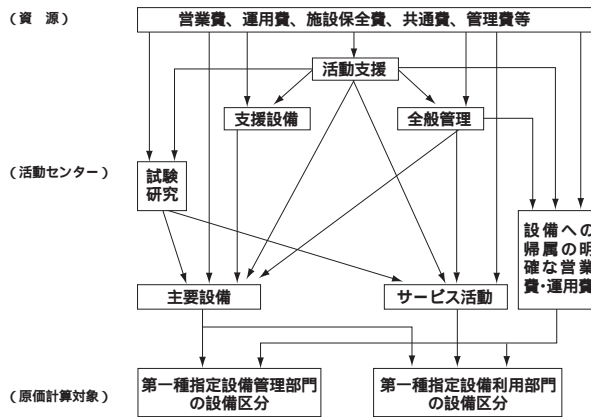 （資　源）
営業費、運用費、施設保全費、共通費、管理費等
活動支援
支援設備
全般管理
（活動センター）
試験
研究
設備への
帰属の明
確な営業
費・運用費
主要設備
サービス活動
（原価計算対象）
第一種指定設備管理部門
の設備区分
第一種指定設備利用部門
の設備区分